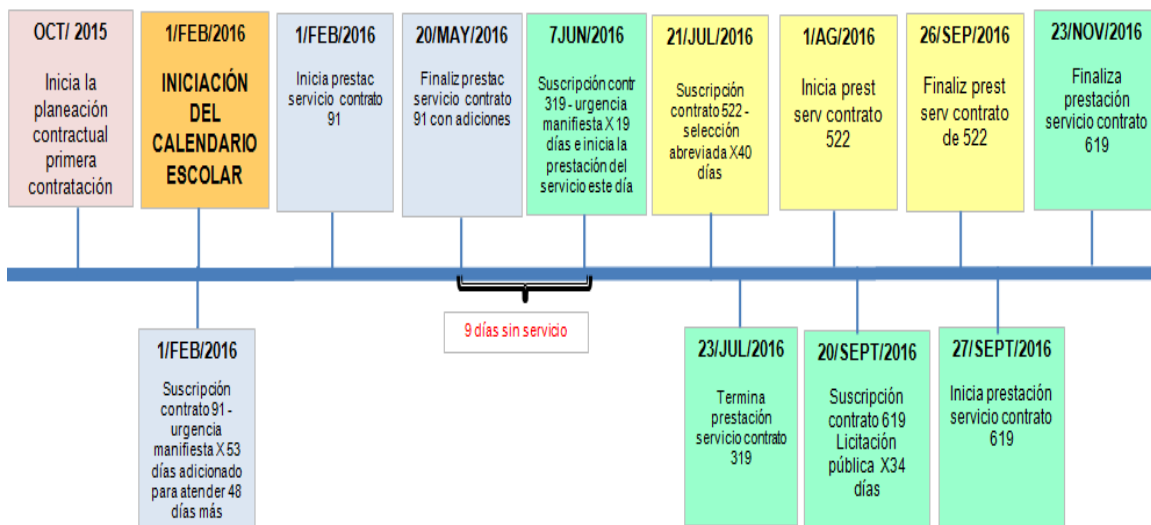 OCT/ 2015
Inicia la
planeación
contractual
primera
contratación
1/FEB/2016
INICIACIÓN
DEL
CALENDARIO
ESCOLAR
1/FEB/2016
Inicia prestac
servicio contrato
91
20/MAY/2016
Finaliz prestac
servicio contrato
91 con adiciones
7JUN/2016
Suscripción contr
319 - urgencia
manifiesta X 19
días e inicia la
prestación del
servicio este día
21/JUL/2016
Suscripción
contrato 522 -
selección
abreviada X40
días
1/AG/2016
Inicia prest
serv contrato
522
26/SEP/2016
Finaliz prest
serv contrato
de 522
23/NOV/2016
Finaliza
prestación
servicio contrato
619
9 días sin servicio
1/FEB/2016
Suscripción
contrato 91 -
urgencia
manifiesta X 53
días adicionado
para atender 48
días más
23/JUL/2016
Termina
prestación
servicio contrato
319
20/SEPT/2016
Suscripción
contrato 619
Licitación
pública X34
días
27/SEPT/2016
Inicia prestación
servicio contrato
619